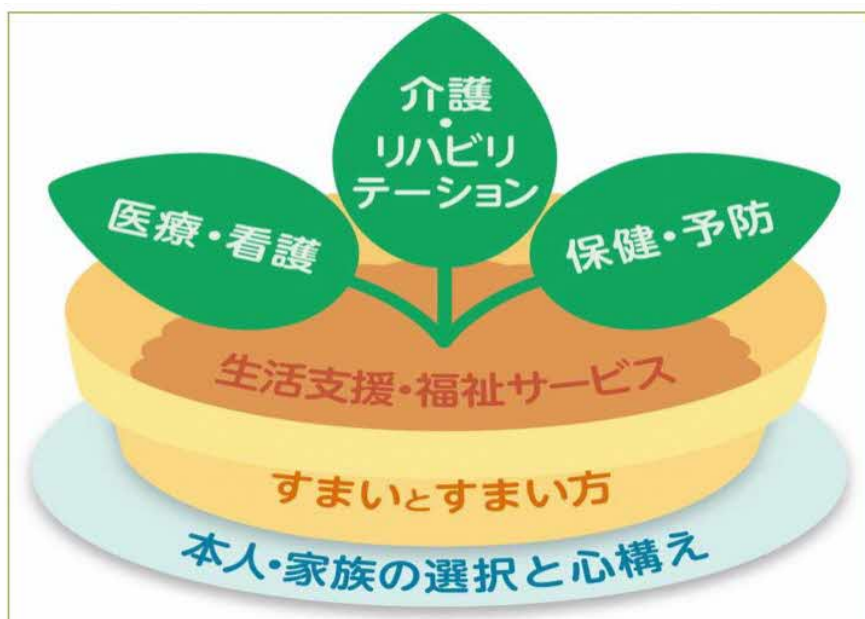 介護
・
リハビリ
テーション
医療・看護
保健・予防
生活支援・福祉サービス
すまいとすまい方
本人・家族の選択と心構え